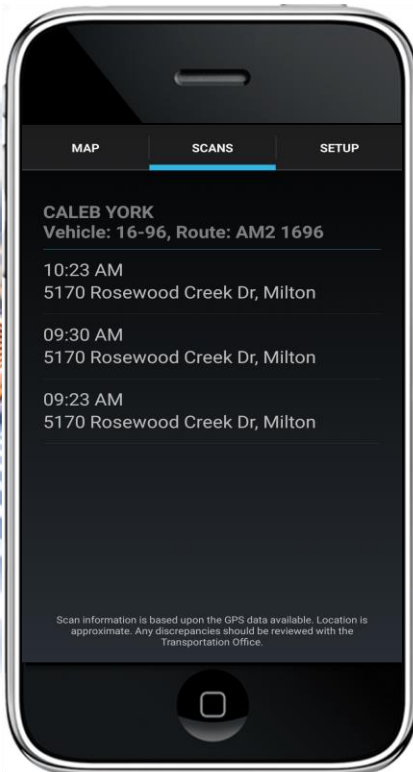 MAP SCANS SETUP
CALEB YORK
Vehicle: 16-96, Route: AM2 1696
10:23 AM
5170 Rosewood Creek Dr, Milton
09:30 AM
5170 Rosewood Creek Dr, Milton
09:23 AM
5170 Rosewood Creek Dr, Milton
Scan information is based upon the GPS data available. Location is
approximate. Any discrepancies should be reviewed with the
Transportation Office.